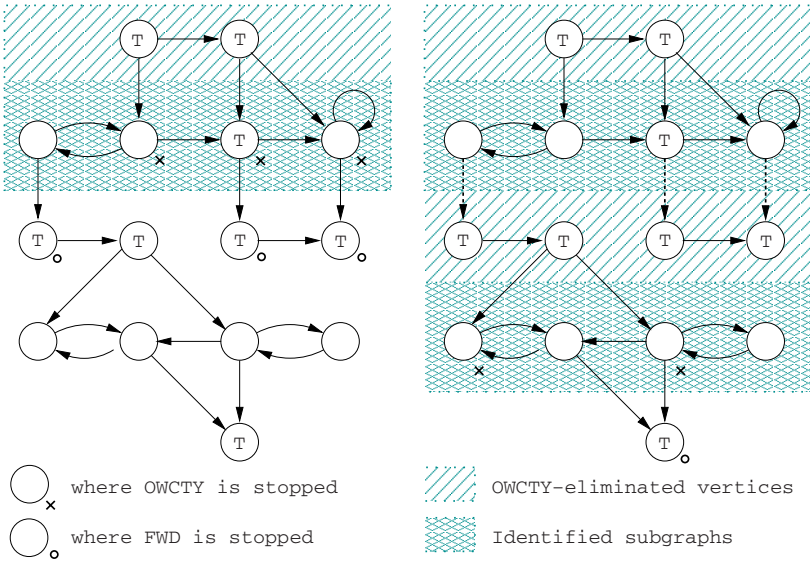 T T T T
T T
T T T T T T T T
T T
where OWCTY is stopped OWCTY-eliminated vertices
where FWD is stopped Identified subgraphs